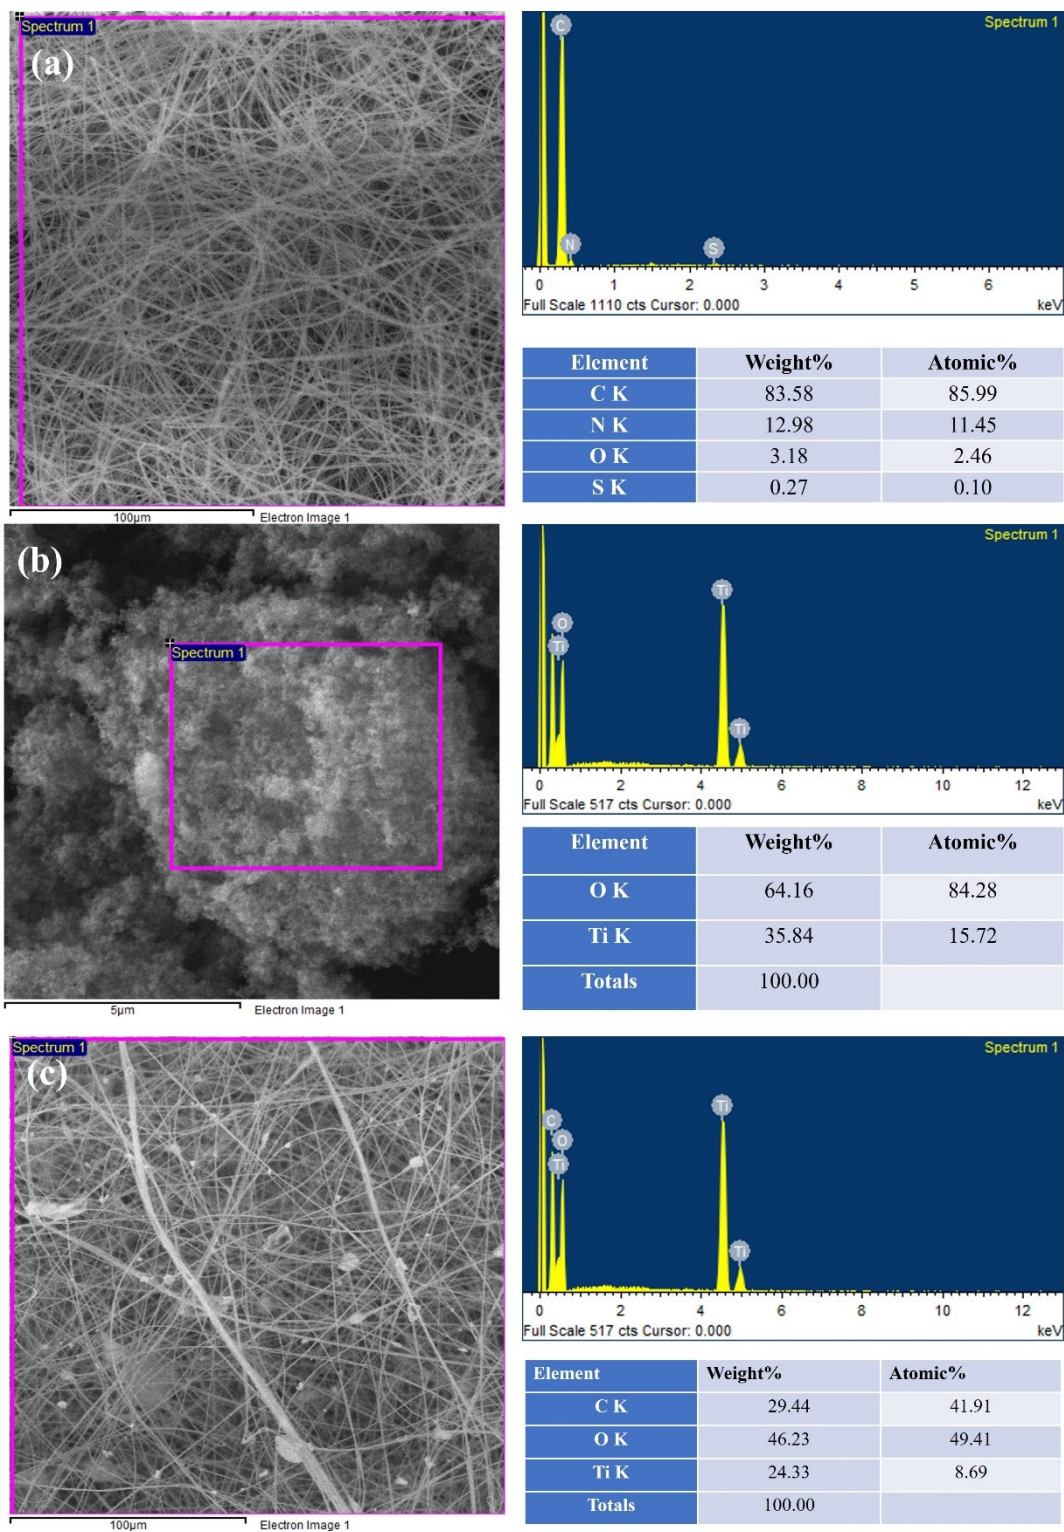 Spectrum 1
(a)
100µm Electron Image 1
Spectrum 1
C
N
S
0 1 2 3 4 5 6
Full Scale 1110 cts Cursor: 0.000 keV
Element Weight% Atomic%
C K 83.58 85.99
N K 12.98 11.45
O K 3.18 2.46
S K 0.27 0.10
(b)
Spectrum 1
5µm Electron Image 1
Spectrum 1
Ti
O
Ti
Ti
0 2 4 6 8 10 12
Full Scale 517 cts Cursor: 0.000 keV
Element Weight% Atomic%
O K 64.16 84.28
Ti K 35.84 15.72
Totals 100.00
Spectrum 1
(c)
100µm Electron Image 1
Spectrum 1
Ti
C
O
Ti
Ti
0 2 4 6 8 10 12
Full Scale 517 cts Cursor: 0.000 keV
Element Weight% Atomic%
C K 29.44 41.91
O K 46.23 49.41
Ti K 24.33 8.69
Totals 100.00